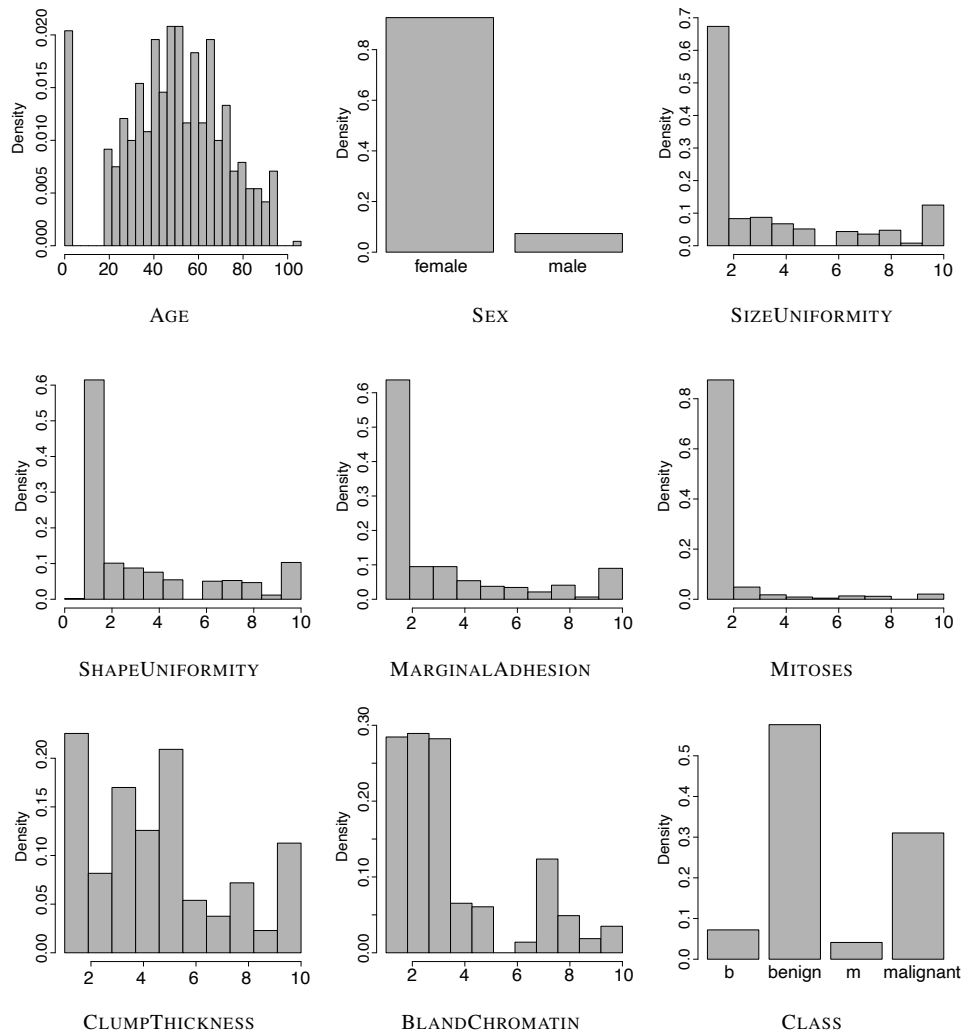 Density
0.000 0.005 0.010 0.015 0.020
0 20 40 60 80 100
AGE
Density
0.0 0.2 0.4 0.6 0.8
female male
SEX
Density
0.0 0.1 0.2 0.3 0.4 0.5 0.6 0.7
2 4 6 8 10
SIZEUNIFORMITY
Density
0.0 0.1 0.2 0.3 0.4 0.5 0.6
0 2 4 6 8 10
SHAPEUNIFORMITY
Density
0.0 0.1 0.2 0.3 0.4 0.5 0.6
2 4 6 8 10
MARGINALADHESION
Density
0.0 0.2 0.4 0.6 0.8
2 4 6 8 10
MITOSES
Density
0.00 0.05 0.10 0.15 0.20
2 4 6 8 10
CLUMPTHICKNESS
Density
0.00 0.10 0.20 0.30
2 4 6 8 10
BLANDCHROMATIN
Density
0.0 0.1 0.2 0.3 0.4 0.5
b benign m malignant
CLASS